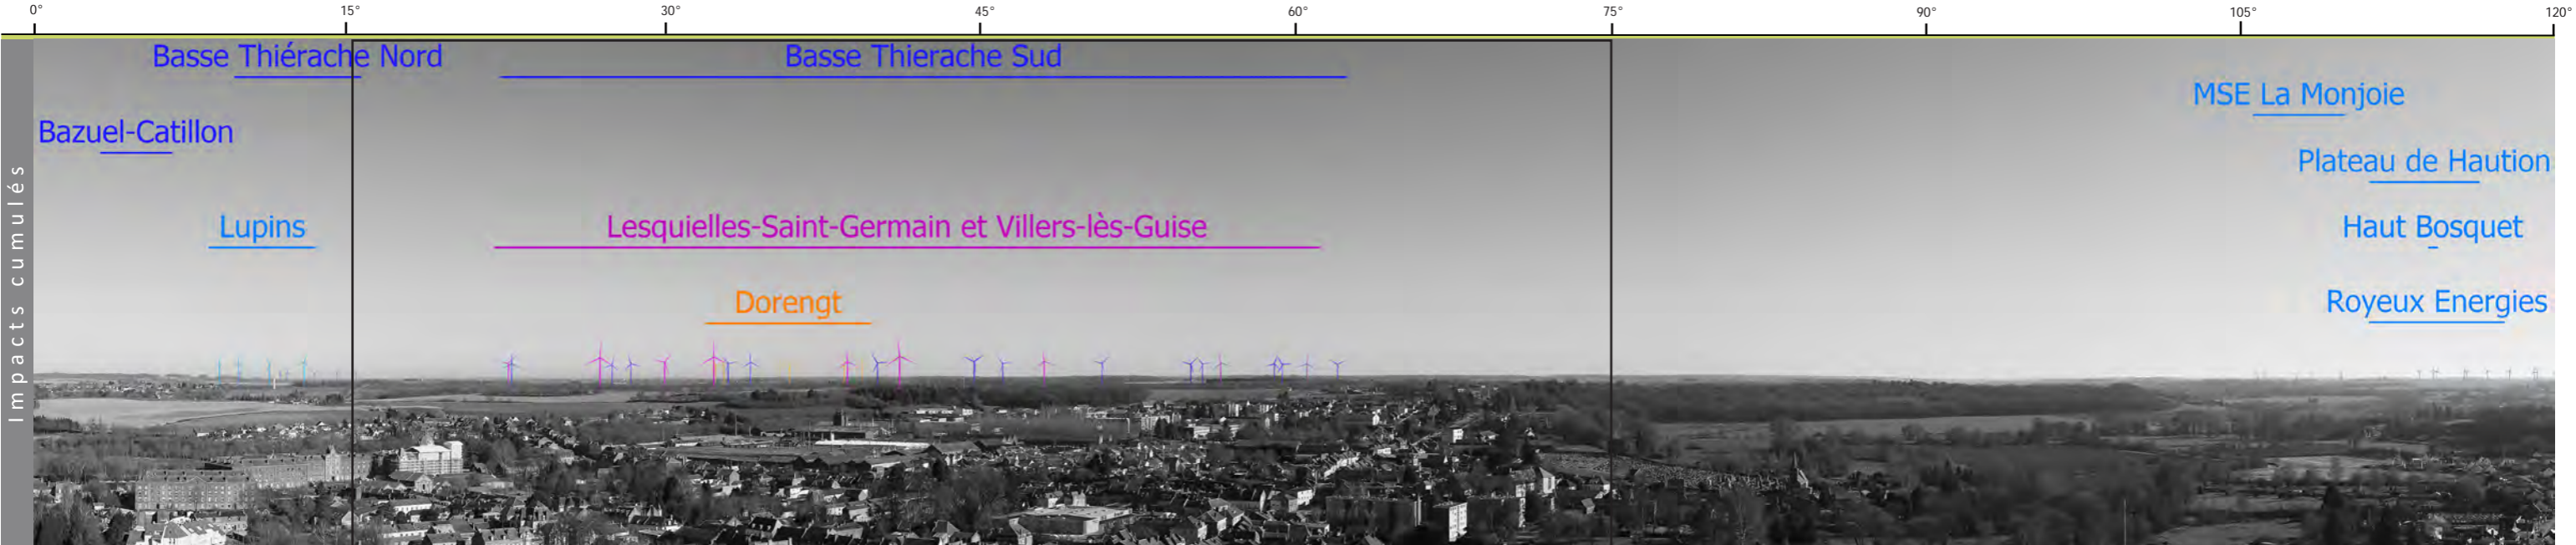 0° 15° 30° 45° 60° 75° 90° 105° 120°
Basse Thiérache Nord Basse Thierache Sud
MSE La Monjoie
Bazuel-Catillon
Plateau de Haution
Impacts cumulés
Lupins Lesquielles-Saint-Germain et Villers-lès-Guise Haut Bosquet
Dorengt Royeux Energies